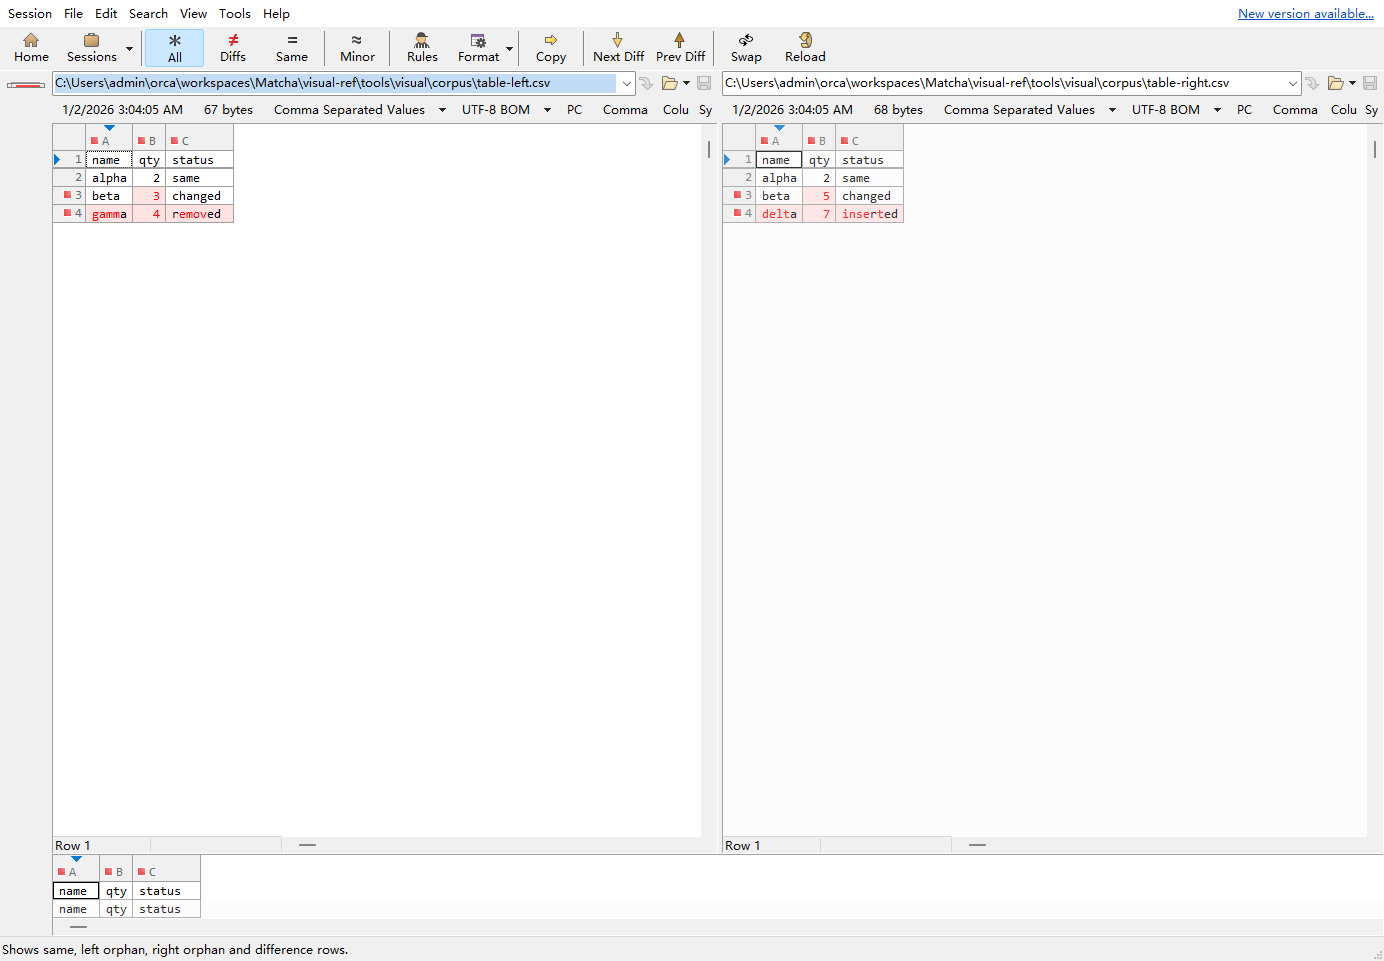 Session File Edit Search View Tools Help New version available...
Home Sessions All Diffs Same Minor Rules Format Copy Next Diff Prev Diff Swap Reload
C:\Users\admin\orca\workspaces\Matcha\visual-ref\tools\visual\corpus\table-left.csv C:\Users\admin\orca\workspaces\Matcha\visual-ref\tools\visual\corpus\table-right.csv
1/2/2026 3:04:05 AM 67 bytes Comma Separated Values UTF-8 BOM PC Comma Colu Sy 1/2/2026 3:04:05 AM 68 bytes Comma Separated Values UTF-8 BOM PC Comma Colu Sy
A B C A B C
1 name qty status 1 name qty status
2 alpha 2 same 2 alpha 2 same
3 beta 3 changed 3 beta 5 changed
4 gamma 4 removed 4 delta 7 inserted
Row 1 Row 1
A B C
name qty status
name qty status
Shows same, left orphan, right orphan and difference rows.